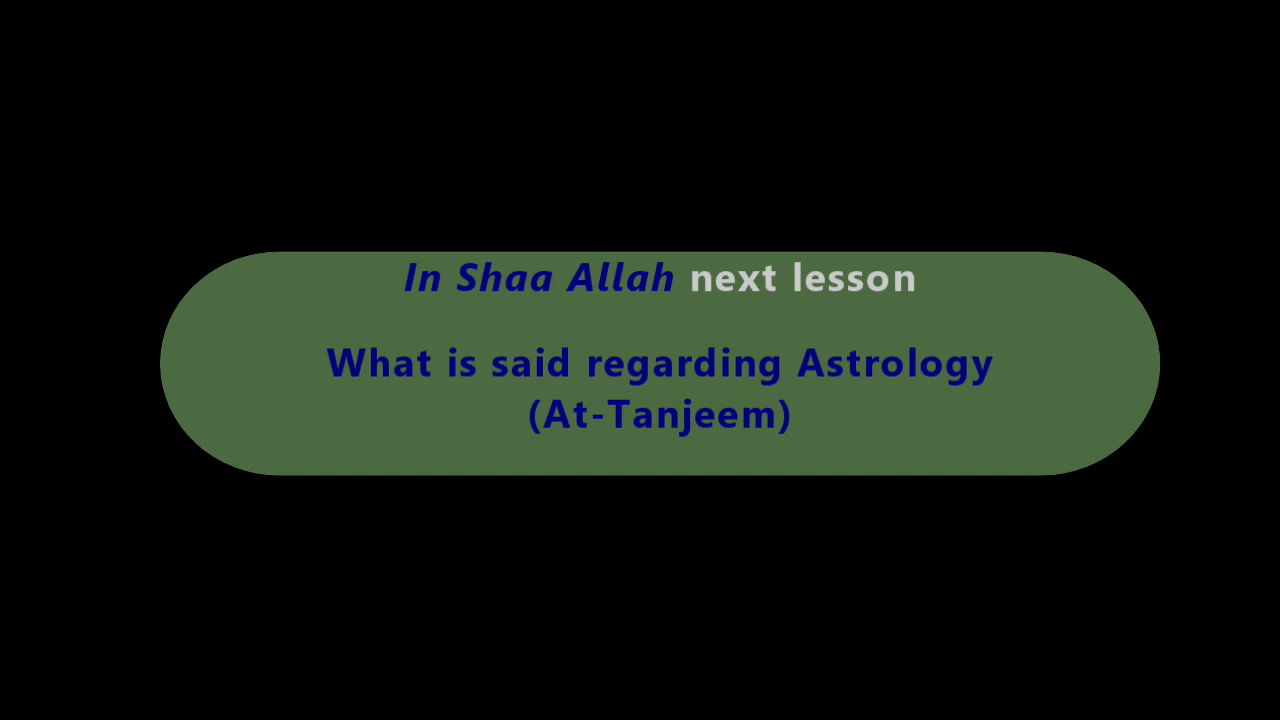 In Shaa Allah next lesson
What is said regarding Astrology
(At-Tanjeem)